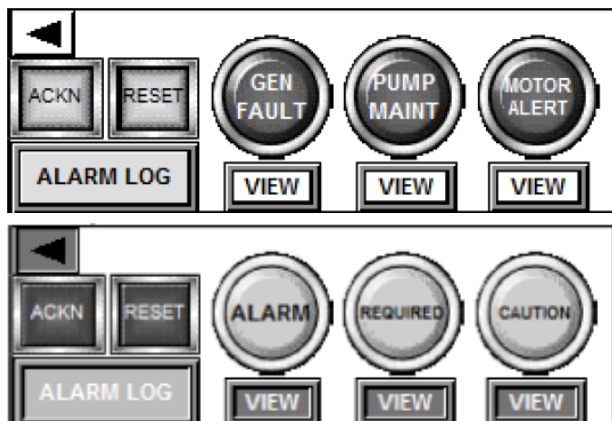 GEN
FAULT
PUMP
MAINT
MOTOR
ALERT
ACKN
RESET
ALARM LOG
VIEW
VIEW
VIEW
ACKN
RESET
ALARM
REQUIRED
CAUTION
ALARM LOG
VIEW
VIEW
VIEW